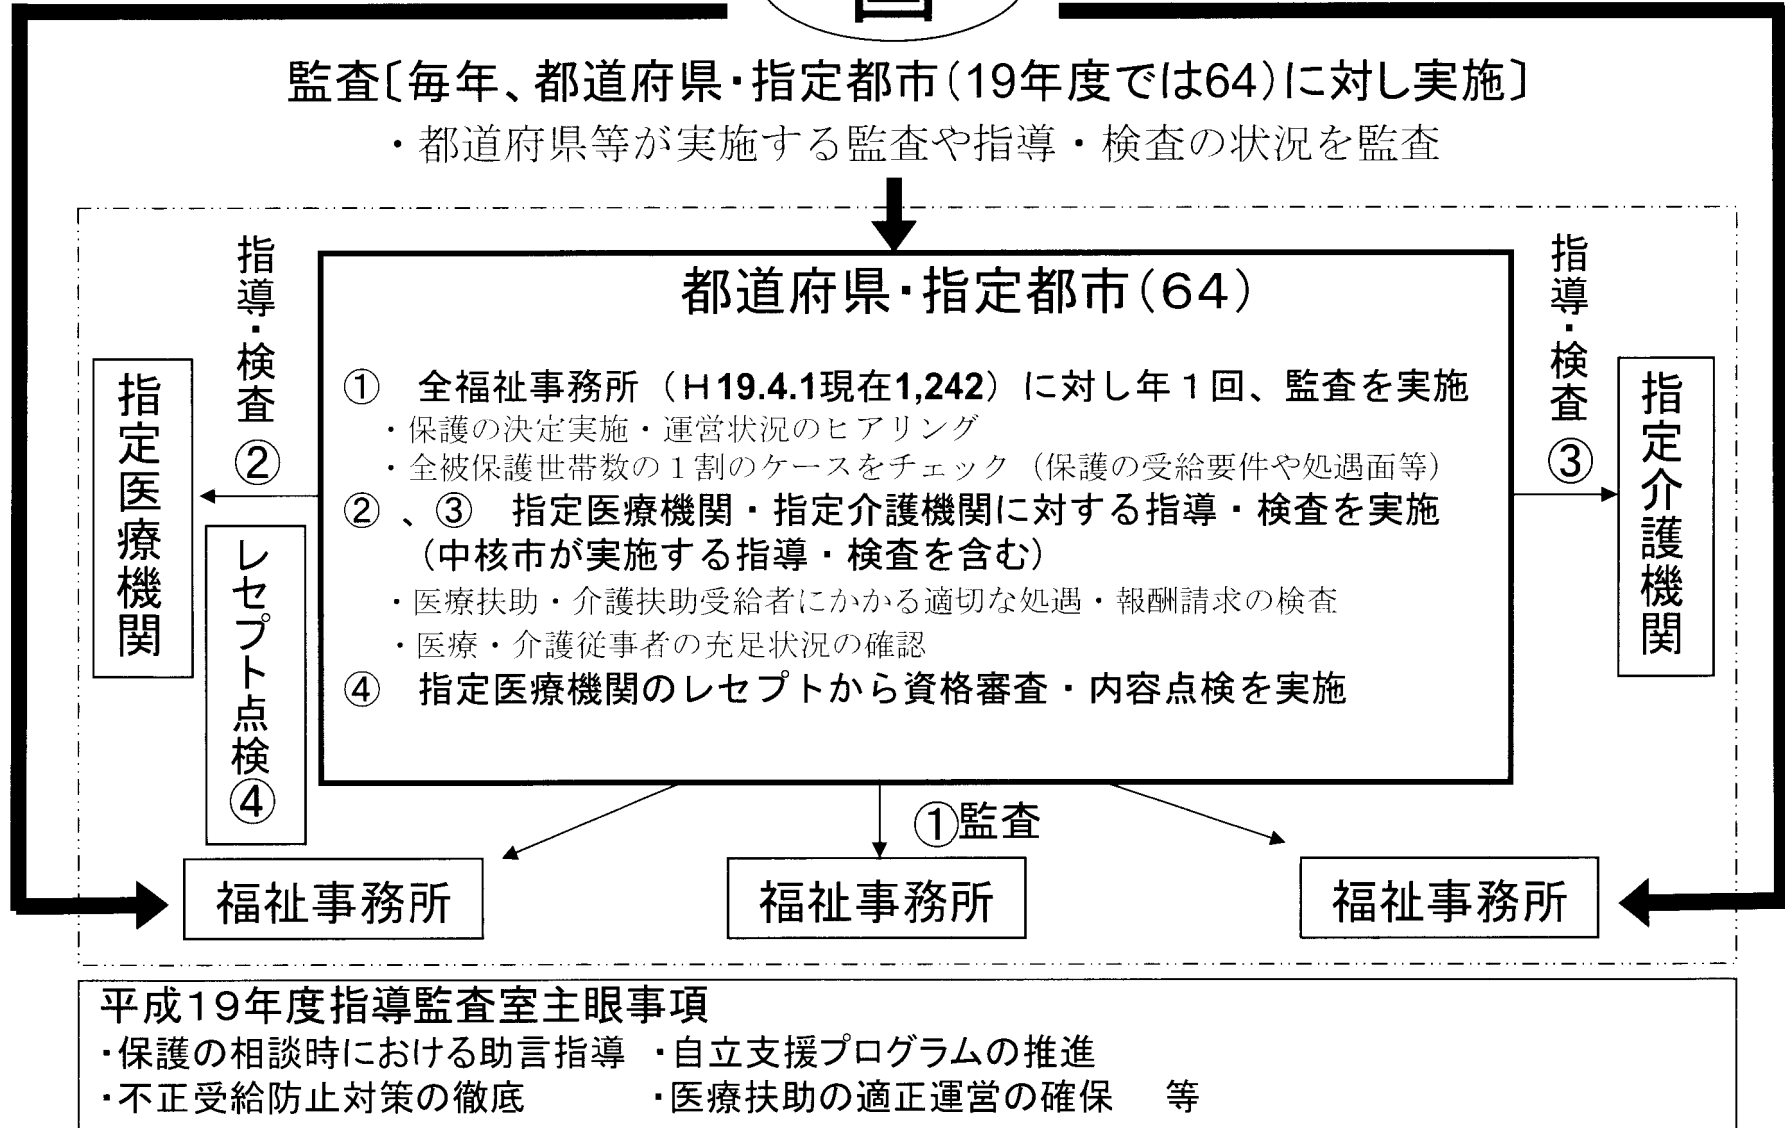 監査〔毎年、都道府県・指定都市(19年度では64)に対し実施〕
・都道府県等が実施する監査や指導・検査の状況を監査
都道府県・指定都市(64)
① 全福祉事務所（H19.4.1現在1,242）に対し年1回、監査を実施
・保護の決定実施・運営状況のヒアリング
・全被保護世帯数の1割のケースをチェック（保護の受給要件や処遇面等）
②、③ 指定医療機関・指定介護機関に対する指導・検査を実施
(中核市が実施する指導・検査を含む)
・医療扶助・介護扶助受給者にかかる適切な処遇・報酬請求の検査
・医療・介護従事者の充足状況の確認
④ 指定医療機関のレセプトから資格審査・内容点検を実施
指導・検査②
指定医療機関
レセプト点検④
指導・検査③
指定介護機関
①監査
福祉事務所
福祉事務所
福祉事務所
平成19年度指導監査室主眼事項
・保護の相談時における助言指導 ・自立支援プログラムの推進
・不正受給防止対策の徹底 ・医療扶助の適正運営の確保 等